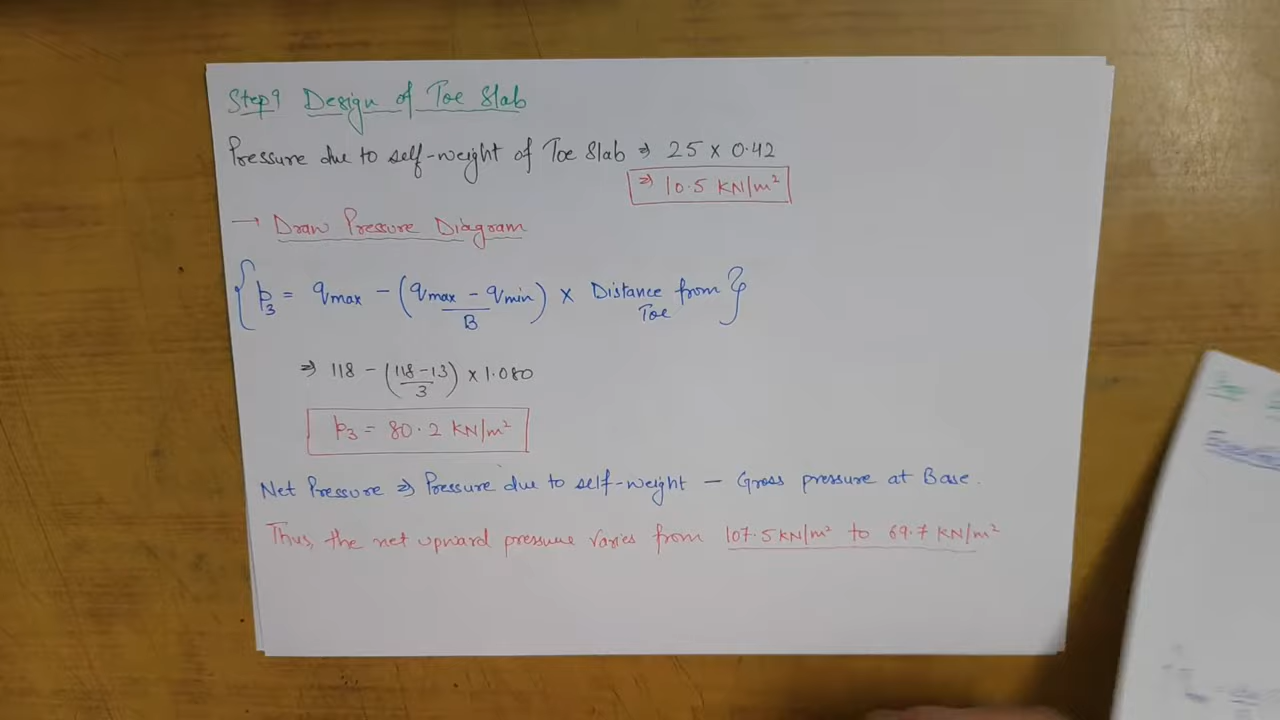 Step9 Design of Toe Slab
Pressure due to self-weight of Toe Slab ⇒ 25 × 0.42
⇒ 10.5 KN/m²
→ Draw Pressure Diagram
{ p₃ = qmax - (qmax - qmin / B) × Distance from Toe }
⇒ 118 - (118-13 / 3) × 1.080
p₃ = 80.2 KN/m²
Net Pressure ⇒ Pressure due to self-weight - Gross pressure at Base.
Thus, the net upward pressure varies from 107.5 KN/m² to 69.7 KN/m²